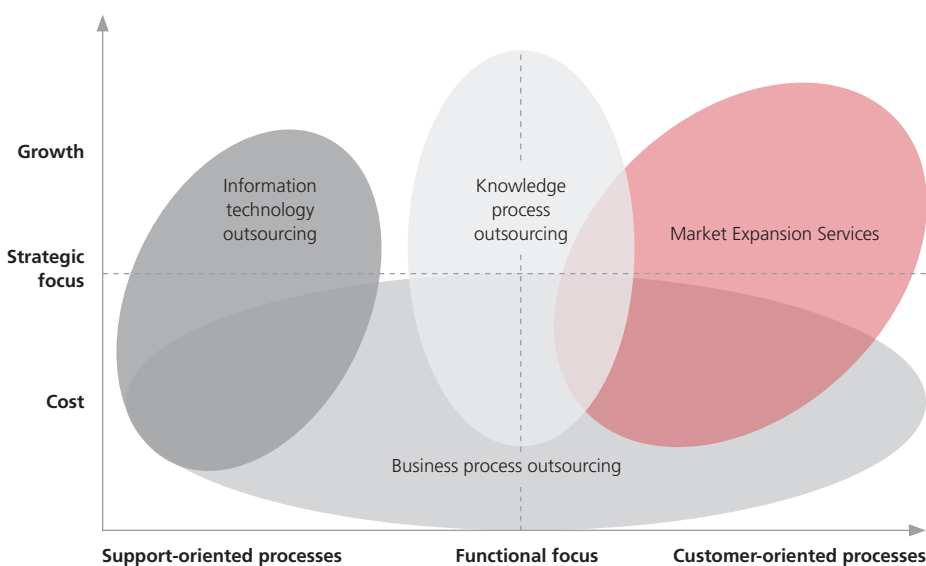 Growth
Strategic
focus
Cost
Information
technology
outsourcing
Knowledge
process
outsourcing
Market Expansion Services
Business process outsourcing
Support-oriented processes
Functional focus
Customer-oriented processes